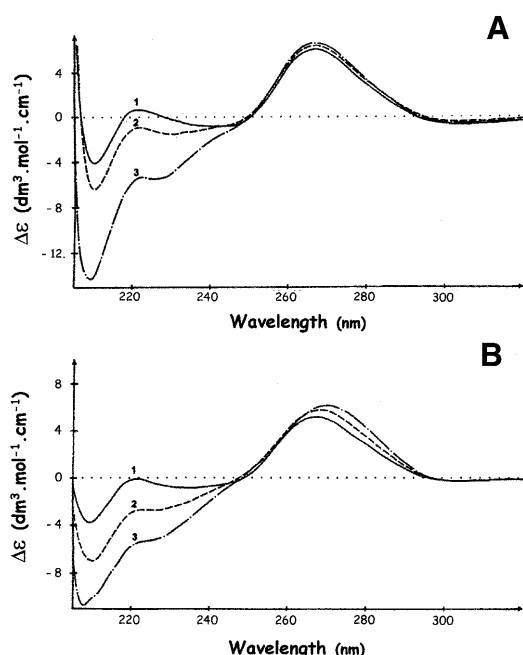 A
4
0
- 4
- 8
- 12.
1
2
3
Δε (dm³.mol⁻¹.cm⁻¹)
220 240 260 280 300
Wavelength (nm)
B
8
4
0
- 4
- 8
1
2
3
Δε (dm³.mol⁻¹.cm⁻¹)
220 240 260 280 300
Wavelength (nm)